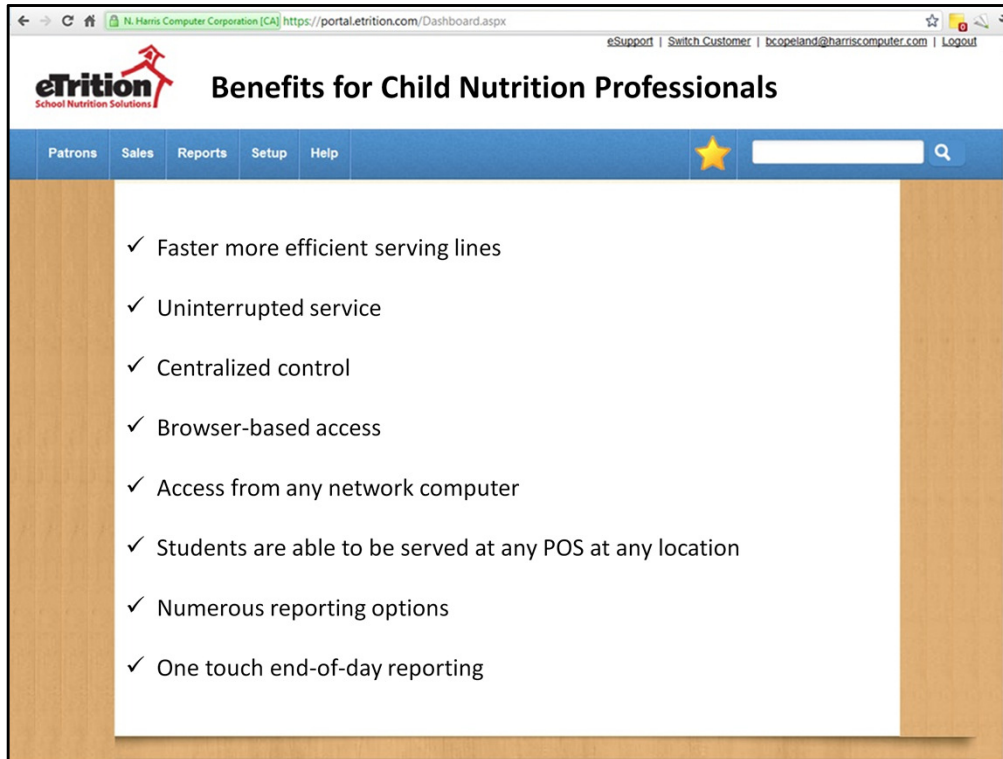 N. Harris Computer Corporation [CA] https://portal.etrition.com/Dashboard.aspx
eSupport | Switch Customer | bcopeland@harriscomputer.com | Logout
eTrition
School Nutrition Solutions
Benefits for Child Nutrition Professionals
Patrons Sales Reports Setup Help
✓ Faster more efficient serving lines
✓ Uninterrupted service
✓ Centralized control
✓ Browser-based access
✓ Access from any network computer
✓ Students are able to be served at any POS at any location
✓ Numerous reporting options
✓ One touch end-of-day reporting